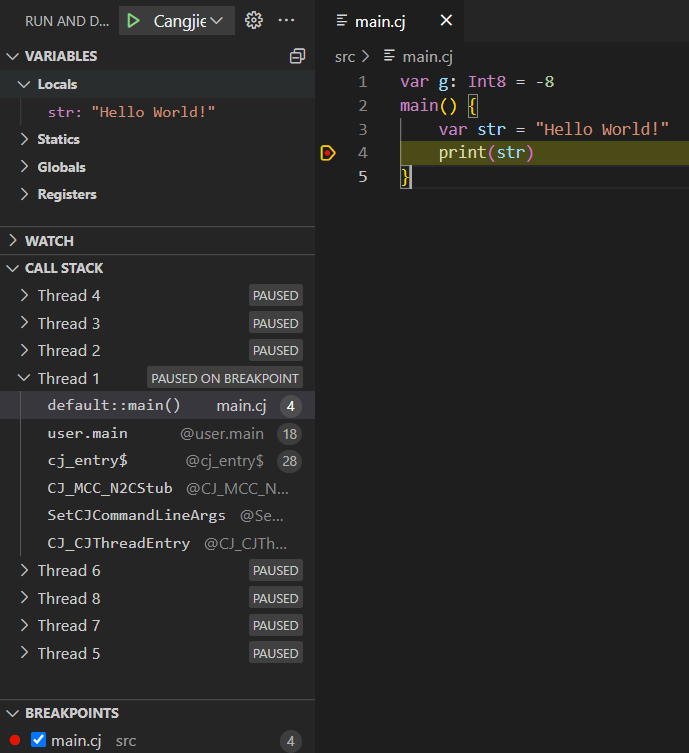 RUN AND D...
Cangjie
VARIABLES
Locals
str: "Hello World!"
Statics
Globals
Registers
WATCH
CALL STACK
Thread 4 PAUSED
Thread 3 PAUSED
Thread 2 PAUSED
Thread 1 PAUSED ON BREAKPOINT
default::main() main.cj 4
user.main @user.main 18
cj_entry$ @cj_entry$ 28
CJ_MCC_N2CStub @CJ_MCC_N...
SetCJCommandLineArgs @Se...
CJ_CJThreadEntry @CJ_CJTh...
Thread 6 PAUSED
Thread 8 PAUSED
Thread 7 PAUSED
Thread 5 PAUSED
BREAKPOINTS
main.cj src 4
main.cj
src > main.cj
1 var g: Int8 = -8
2 main() {
3 var str = "Hello World!"
4 print(str)
5 }